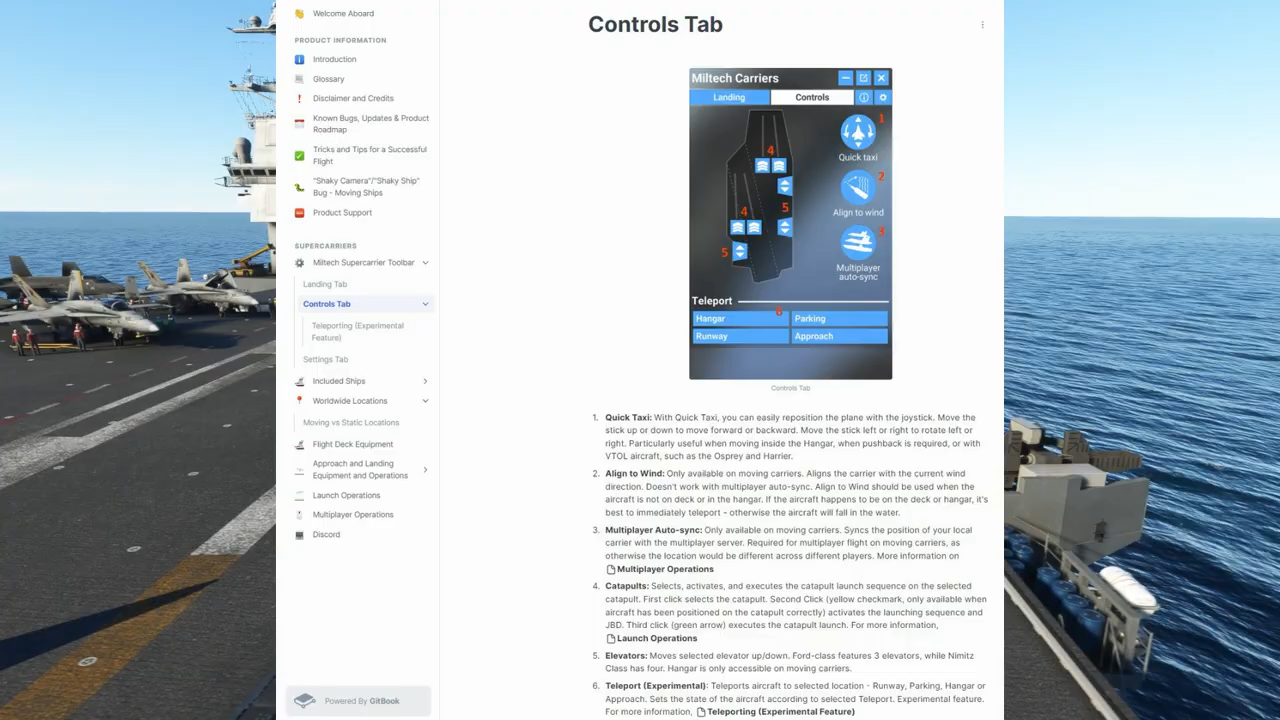 Welcome Aboard
PRODUCT INFORMATION
Introduction
Glossary
Disclaimer and Credits
Known Bugs, Updates & Product
Roadmap
Tricks and Tips for a Successful
Flight
"Shaky Camera"/"Shaky Ship"
Bug - Moving Ships
Product Support
SUPERCARRIERS
Miltech Supercarrier Toolbar
Landing Tab
Controls Tab
Teleporting (Experimental
Feature)
Settings Tab
Included Ships
Worldwide Locations
Moving vs Static Locations
Flight Deck Equipment
Approach and Landing
Equipment and Operations
Launch Operations
Multiplayer Operations
Discord
Powered By GitBook
Controls Tab
Miltech Carriers
Landing
Controls
1
Quick taxi
2
Align to wind
3
Multiplayer
auto-sync
4
5
4
5
Teleport
6
Hangar
Parking
Runway
Approach
Controls Tab
1. Quick Taxi: With Quick Taxi, you can easily reposition the plane with the joystick. Move the
stick up or down to move forward or backward. Move the stick left or right to rotate left or
right. Particularly useful when moving inside the Hangar, when pushback is required, or with
VTOL aircraft, such as the Osprey and Harrier.
2. Align to Wind: Only available on moving carriers. Aligns the carrier with the current wind
direction. Doesn't work with multiplayer auto-sync. Align to Wind should be used when the
aircraft is not on deck or in the hangar. If the aircraft happens to be on the deck or hangar, it's
best to immediately teleport - otherwise the aircraft will fall in the water.
3. Multiplayer Auto-sync: Only available on moving carriers. Syncs the position of your local
carrier with the multiplayer server. Required for multiplayer flight on moving carriers, as
otherwise the location would be different across different players. More information on
Multiplayer Operations
4. Catapults: Selects, activates, and executes the catapult launch sequence on the selected
catapult. First click selects the catapult. Second Click (yellow checkmark, only available when
aircraft has been positioned on the catapult correctly) activates the launching sequence and
JBD. Third click (green arrow) executes the catapult launch. For more information,
Launch Operations
5. Elevators: Moves selected elevator up/down. Ford-class features 3 elevators, while Nimitz
Class has four. Hangar is only accessible on moving carriers.
6. Teleport (Experimental): Teleports aircraft to selected location - Runway, Parking, Hangar or
Approach. Sets the state of the aircraft according to selected Teleport. Experimental feature.
For more information, Teleporting (Experimental Feature)